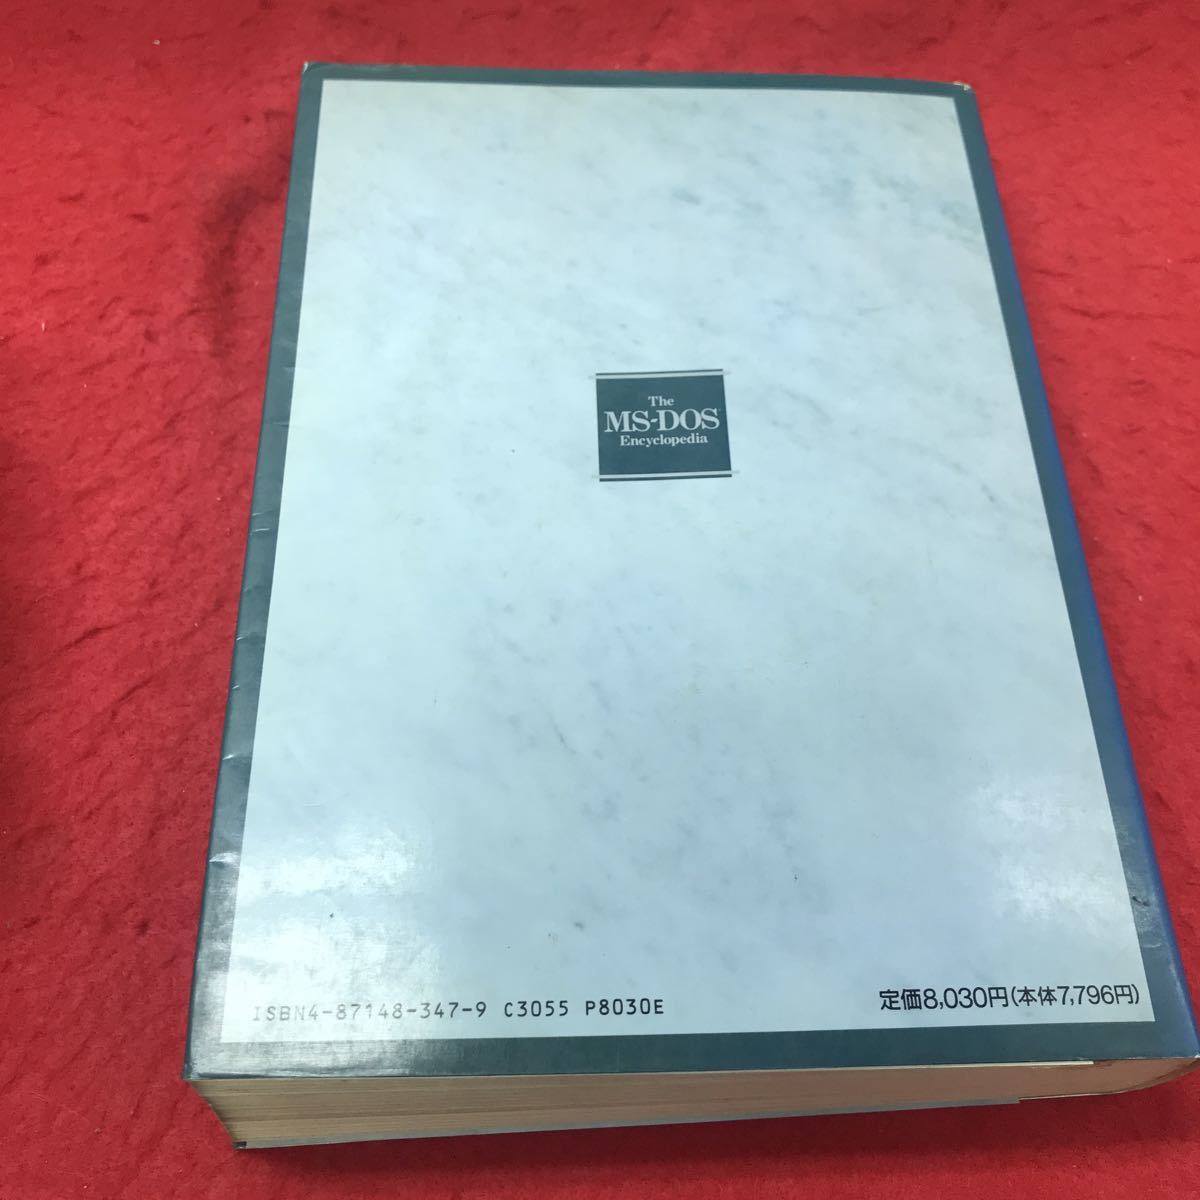 The
MS-DOS
Encyclopedia
ISBN4-87148-347-9 C3055 P8030E
定価8,030円(本体7,796円)